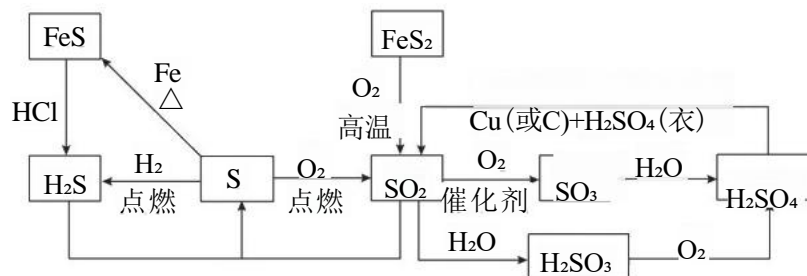 FeS
FeS₂
Fe
△
HCl
O₂
高温
Cu(或C)+H₂SO₄(衣)
H₂S
H₂
点燃
S
O₂
点燃
SO₂
O₂
催化剂
SO₃
H₂O
H₂SO₄
H₂O
H₂SO₃
O₂